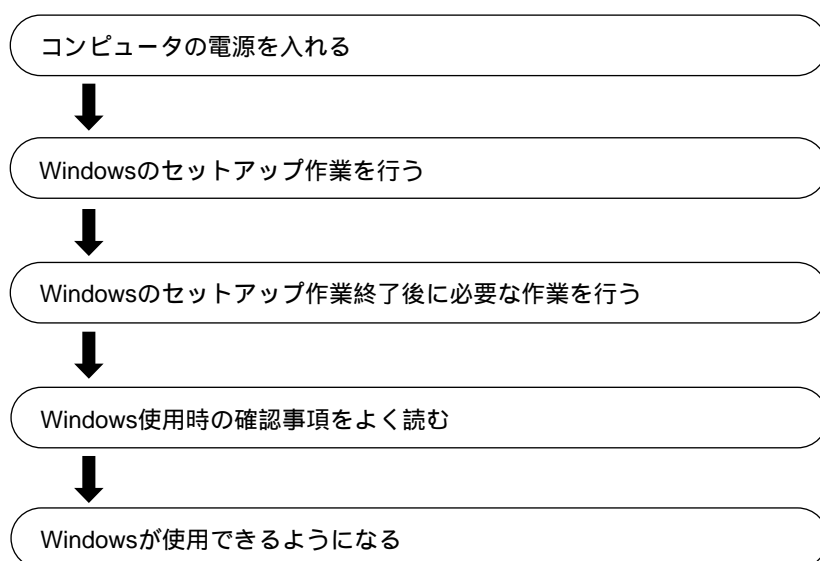 コンピュータの電源を入れる
Windowsのセットアップ作業を行う
Windowsのセットアップ作業終了後に必要な作業を行う
Windows使用時の確認事項をよく読む
Windowsが使用できるようになる